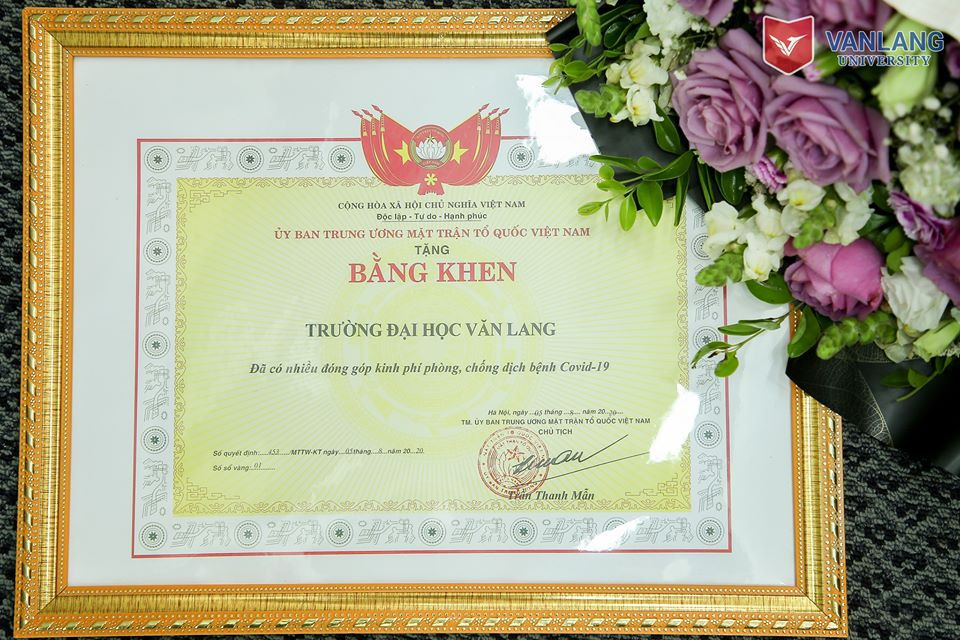 VANLANG
UNIVERSITY
CỘNG HÒA XÃ HỘI CHỦ NGHĨA VIỆT NAM
Độc lập - Tự do - Hạnh phúc
ỦY BAN TRUNG ƯƠNG MẶT TRẬN TỔ QUỐC VIỆT NAM
TẶNG
BẰNG KHEN
TRƯỜNG ĐẠI HỌC VĂN LANG
Đã có nhiều đóng góp kinh phí phòng, chống dịch bệnh Covid-19
Hà Nội, ngày 05 tháng 8 năm 2020
TM. ỦY BAN TRUNG ƯƠNG MẶT TRẬN TỔ QUỐC VIỆT NAM
CHỦ TỊCH
Số quyết định: 453 /MTTW-KT ngày 05 tháng 8 năm 2020
Số sổ vàng: 01
Trần Thanh Mẫn